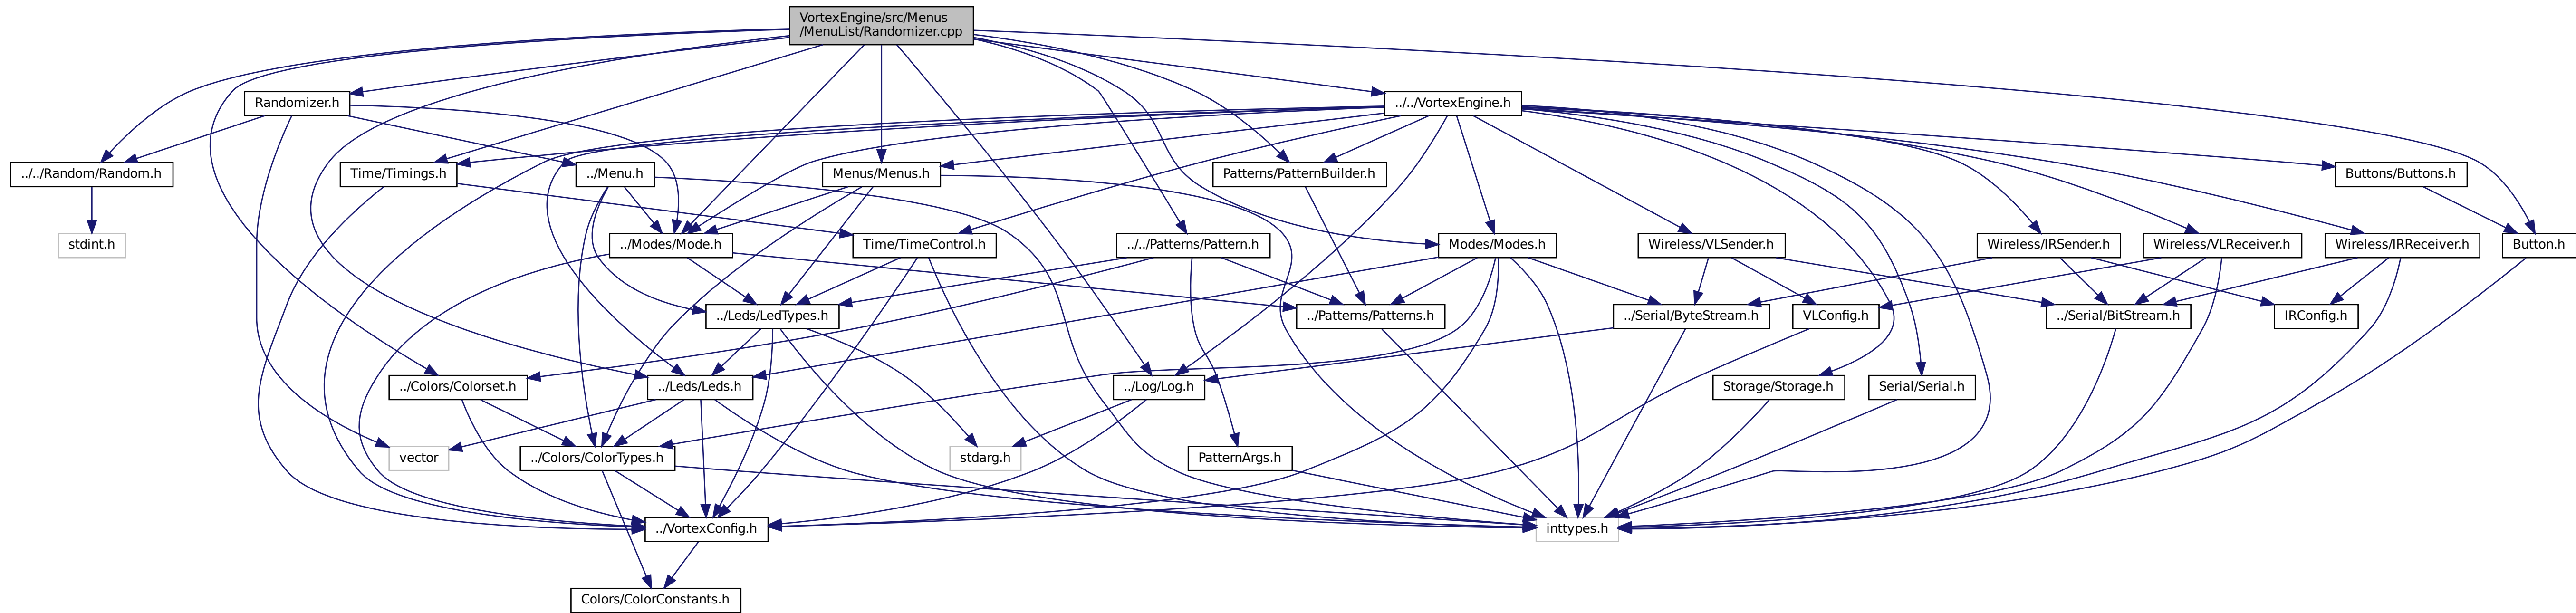 VortexEngine/src/Menus
/MenuList/Randomizer.cpp
Randomizer.h
../../VortexEngine.h
../../Random/Random.h
Time/Timings.h
../Menu.h
Menus/Menus.h
Patterns/PatternBuilder.h
Buttons/Buttons.h
stdint.h
../Modes/Mode.h
Time/TimeControl.h
../../Patterns/Pattern.h
Modes/Modes.h
Wireless/VLSender.h
Wireless/IRSender.h
Wireless/VLReceiver.h
Wireless/IRReceiver.h
Button.h
../Leds/LedTypes.h
../Patterns/Patterns.h
../Serial/ByteStream.h
VLConfig.h
../Serial/BitStream.h
IRConfig.h
../Colors/Colorset.h
../Leds/Leds.h
../Log/Log.h
Storage/Storage.h
Serial/Serial.h
vector
../Colors/ColorTypes.h
stdarg.h
PatternArgs.h
../VortexConfig.h
inttypes.h
Colors/ColorConstants.h